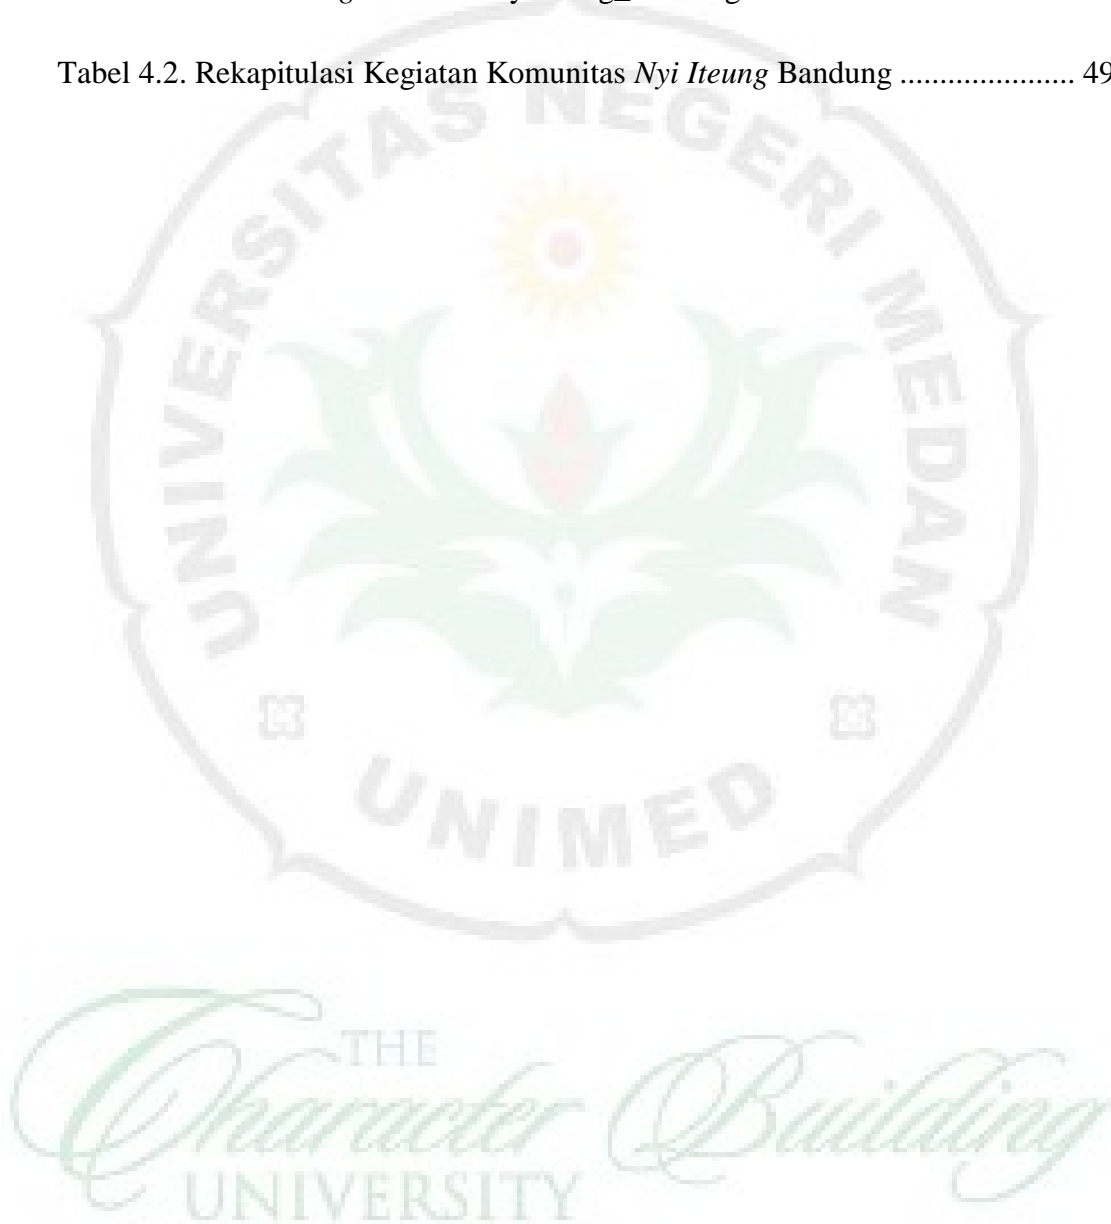 Tabel 4.2. Rekapitulasi Kegiatan Komunitas Nyi Iteung Bandung ...................... 49
UNIVERSITAS NEGERI MEDAN
UNIMED
THE
Character Building
UNIVERSITY